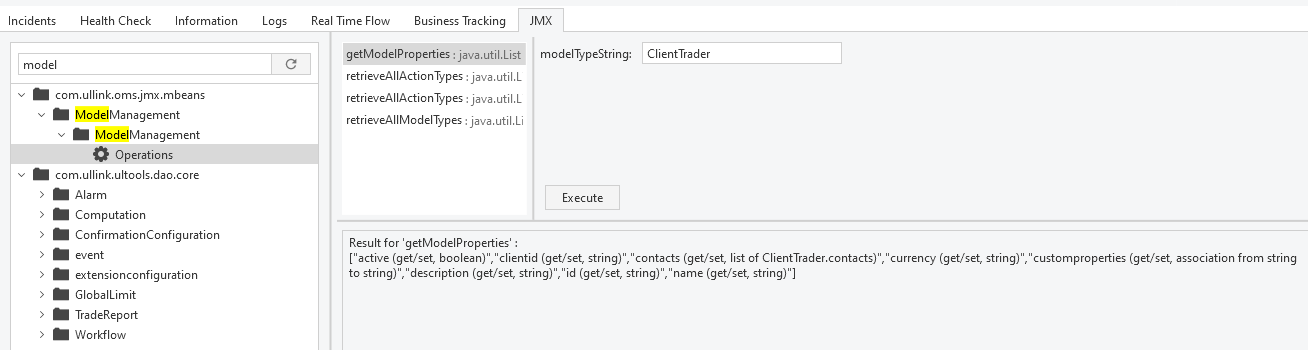 Incidents Health Check Information Logs Real Time Flow Business Tracking JMX
model
com.ullink.oms.jmx.mbeans
ModelManagement
ModelManagement
Operations
com.ullink.ultools.dao.core
Alarm
Computation
ConfirmationConfiguration
event
extensionconfiguration
GlobalLimit
TradeReport
Workflow
getModelProperties : java.util.List
retrieveAllActionTypes : java.util.L
retrieveAllActionTypes : java.util.L
retrieveAllModelTypes : java.util.Li
modelTypeString: ClientTrader
Execute
Result for 'getModelProperties' :
["active (get/set, boolean)","clientid (get/set, string)","contacts (get/set, list of ClientTrader.contacts)","currency (get/set, string)","customproperties (get/set, association from string
to string)","description (get/set, string)","id (get/set, string)","name (get/set, string)"]